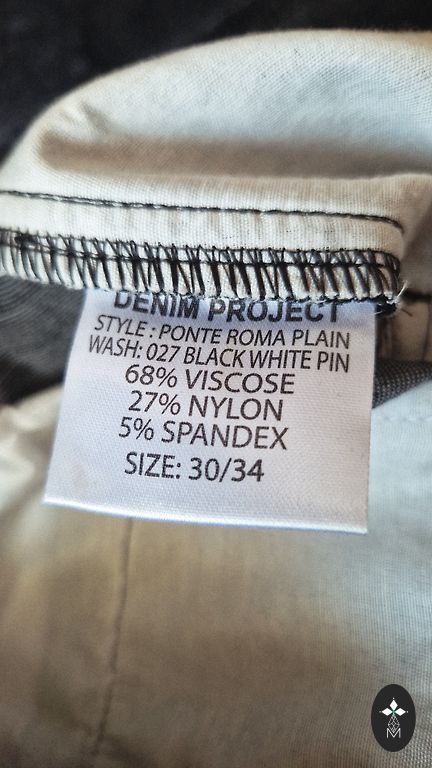 DENIM PROJECT
STYLE : PONTE ROMA PLAIN
WASH: 027 BLACK WHITE PIN
68% VISCOSE
27% NYLON
5% SPANDEX
SIZE: 30/34